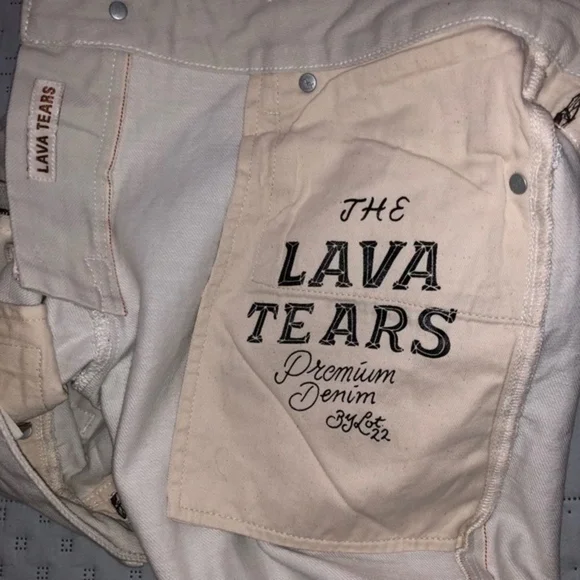 LAVA TEARS
THE
LAVA
TEARS
Premium
Denim
By Lot
22